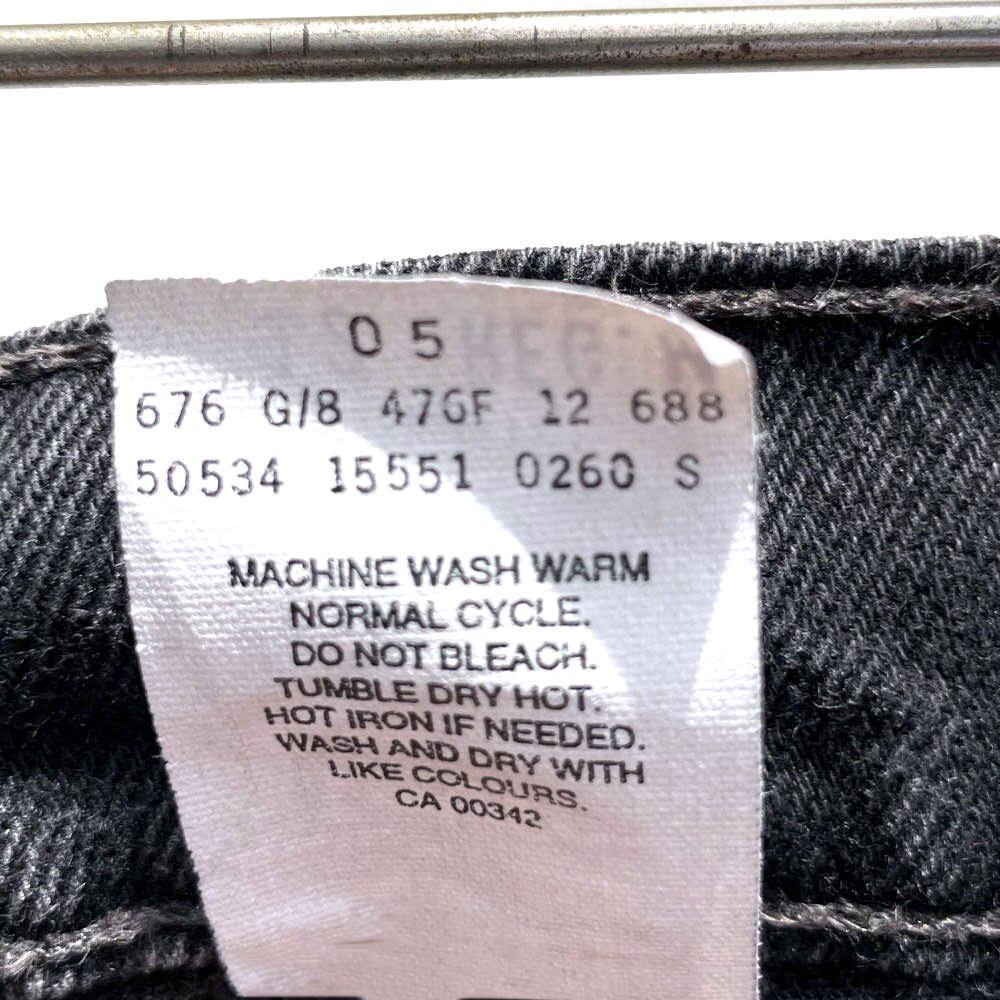 0 5
676 G/8 47GF 12 688
50534 15551 0260 S
MACHINE WASH WARM
NORMAL CYCLE.
DO NOT BLEACH.
TUMBLE DRY HOT.
HOT IRON IF NEEDED.
WASH AND DRY WITH
LIKE COLOURS.
CA 00342